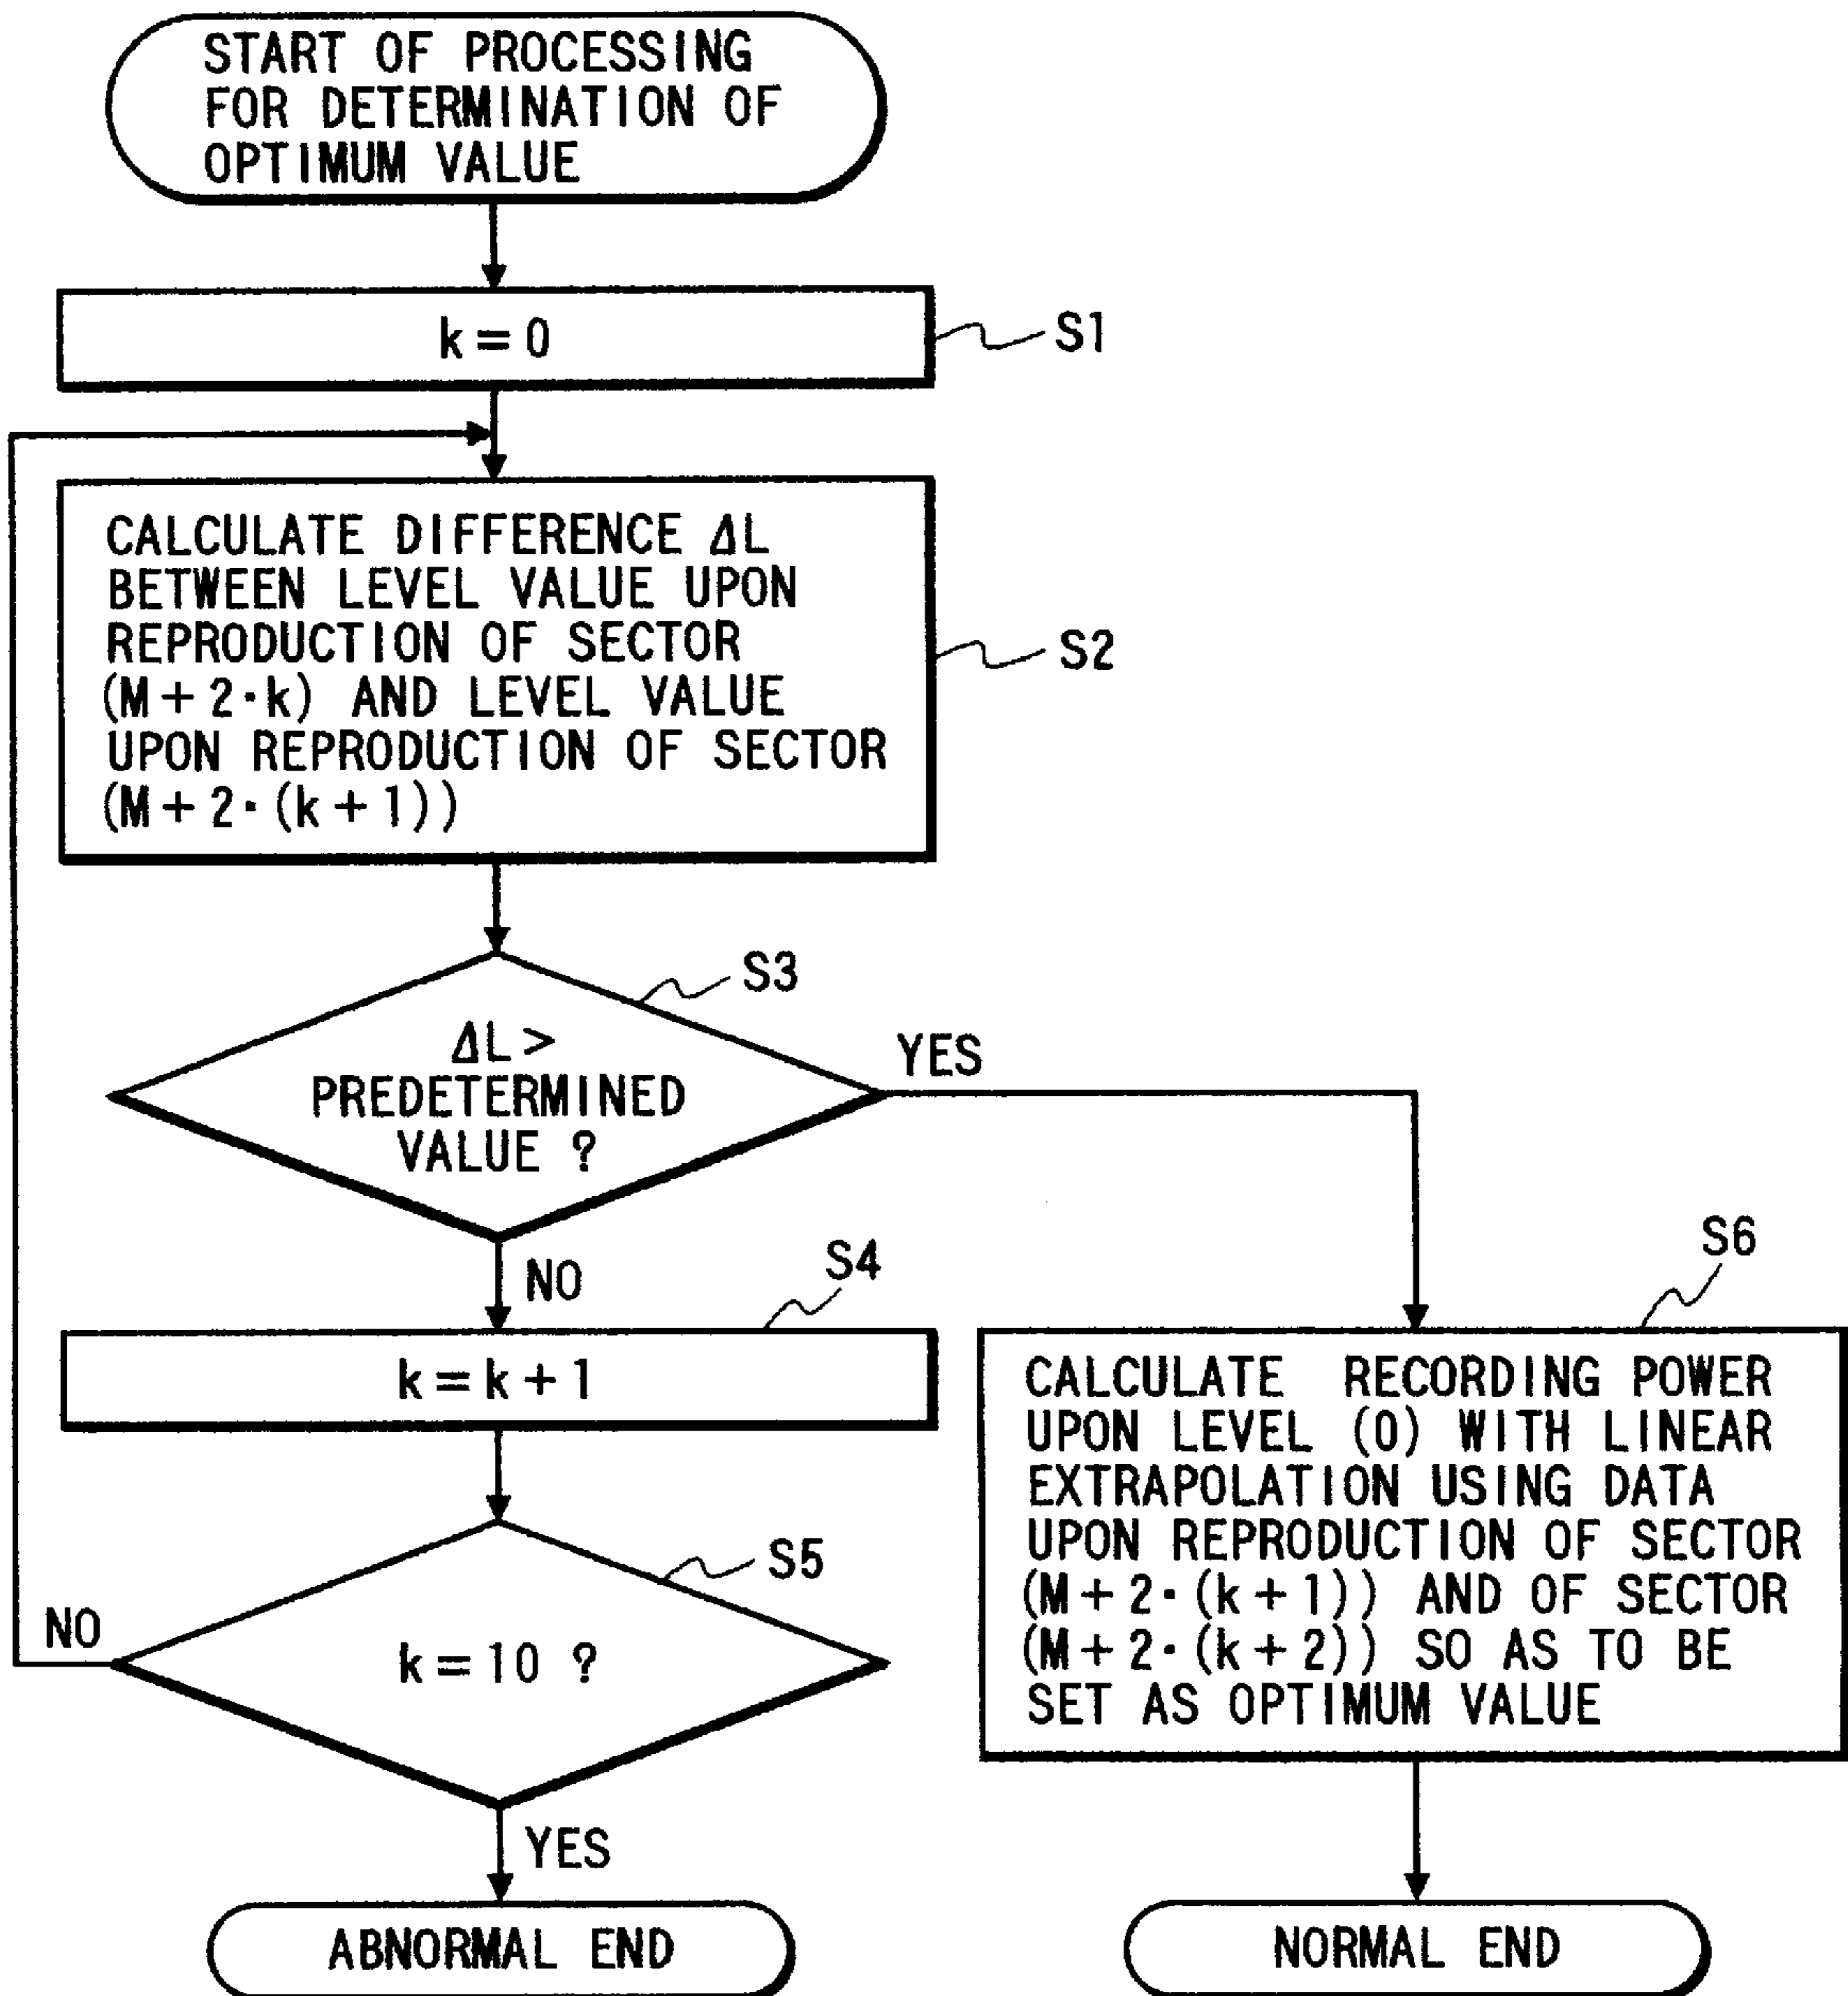 START OF PROCESSING
FOR DETERMINATION OF
OPTIMUM VALUE
k=0
S1
CALCULATE DIFFERENCE ΔL
BETWEEN LEVEL VALUE UPON
REPRODUCTION OF SECTOR
(M+2·k) AND LEVEL VALUE
UPON REPRODUCTION OF SECTOR
(M+2·(k+1))
S2
S3
ΔL>
PREDETERMINED
VALUE ?
YES
NO
S4
k=k+1
S5
k=10 ?
NO
YES
ABNORMAL END
S6
CALCULATE RECORDING POWER
UPON LEVEL (0) WITH LINEAR
EXTRAPOLATION USING DATA
UPON REPRODUCTION OF SECTOR
(M+2·(k+1)) AND OF SECTOR
(M+2·(k+2)) SO AS TO BE
SET AS OPTIMUM VALUE
NORMAL END